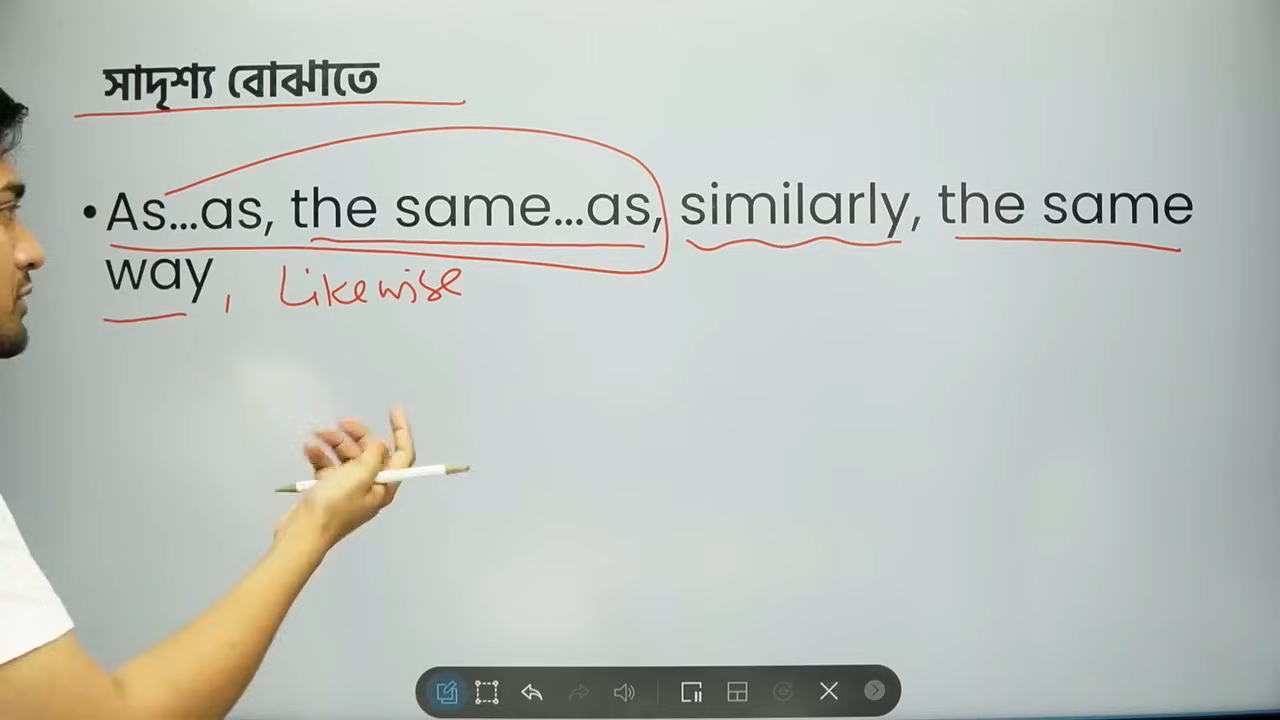 সাদৃশ্য বোঝাতে
•As...as, the same...as, similarly, the same
way, Likewise